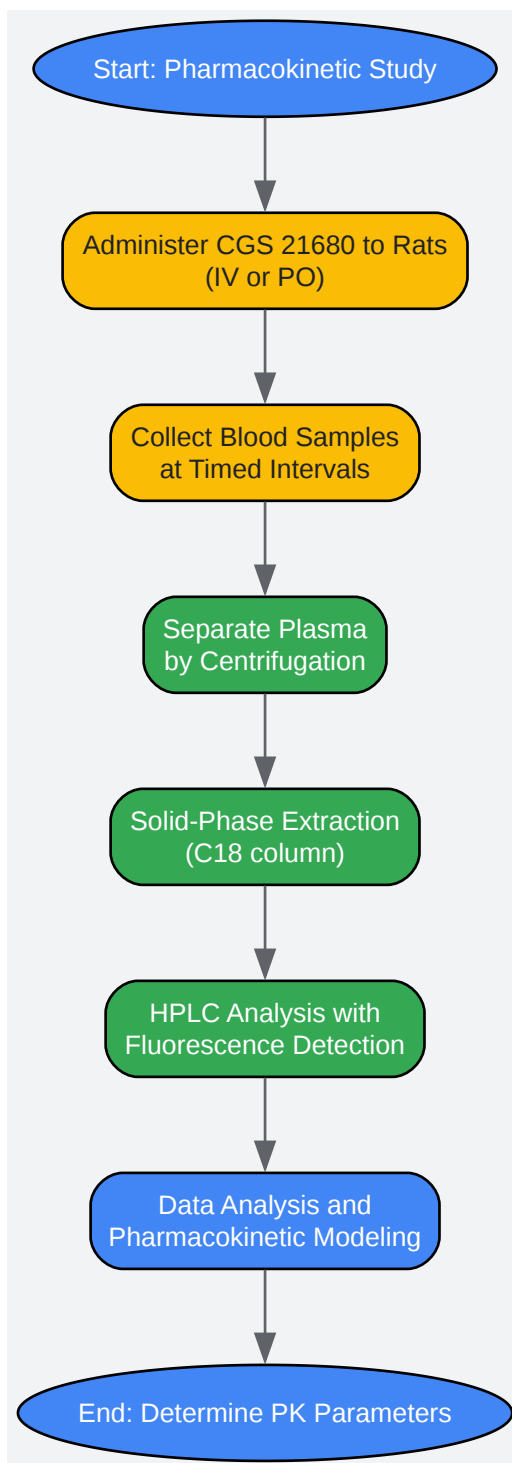 Start: Pharmacokinetic Study
Administer CGS 21680 to Rats
(IV or PO)
Collect Blood Samples
at Timed Intervals
Separate Plasma
by Centrifugation
Solid-Phase Extraction
(C18 column)
HPLC Analysis with
Fluorescence Detection
Data Analysis and
Pharmacokinetic Modeling
End: Determine PK Parameters